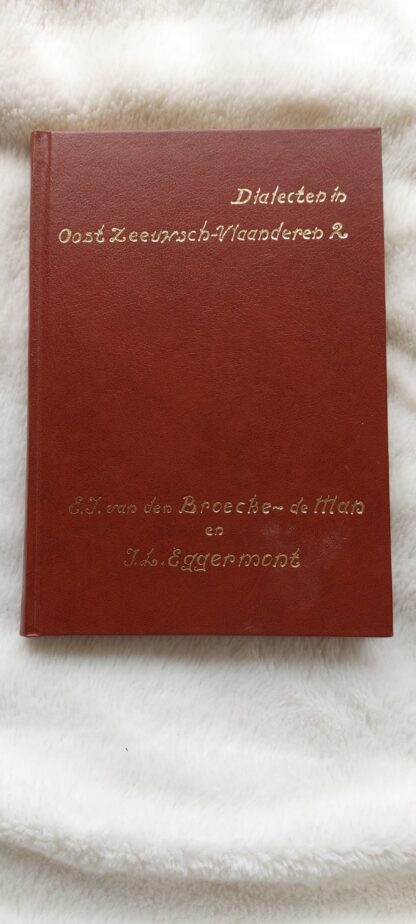 Dialecten in
Oost Zeeuwsch-Vlaanderen 2
E.J. van den Broecke- de Man
en
J.L. Eggermont